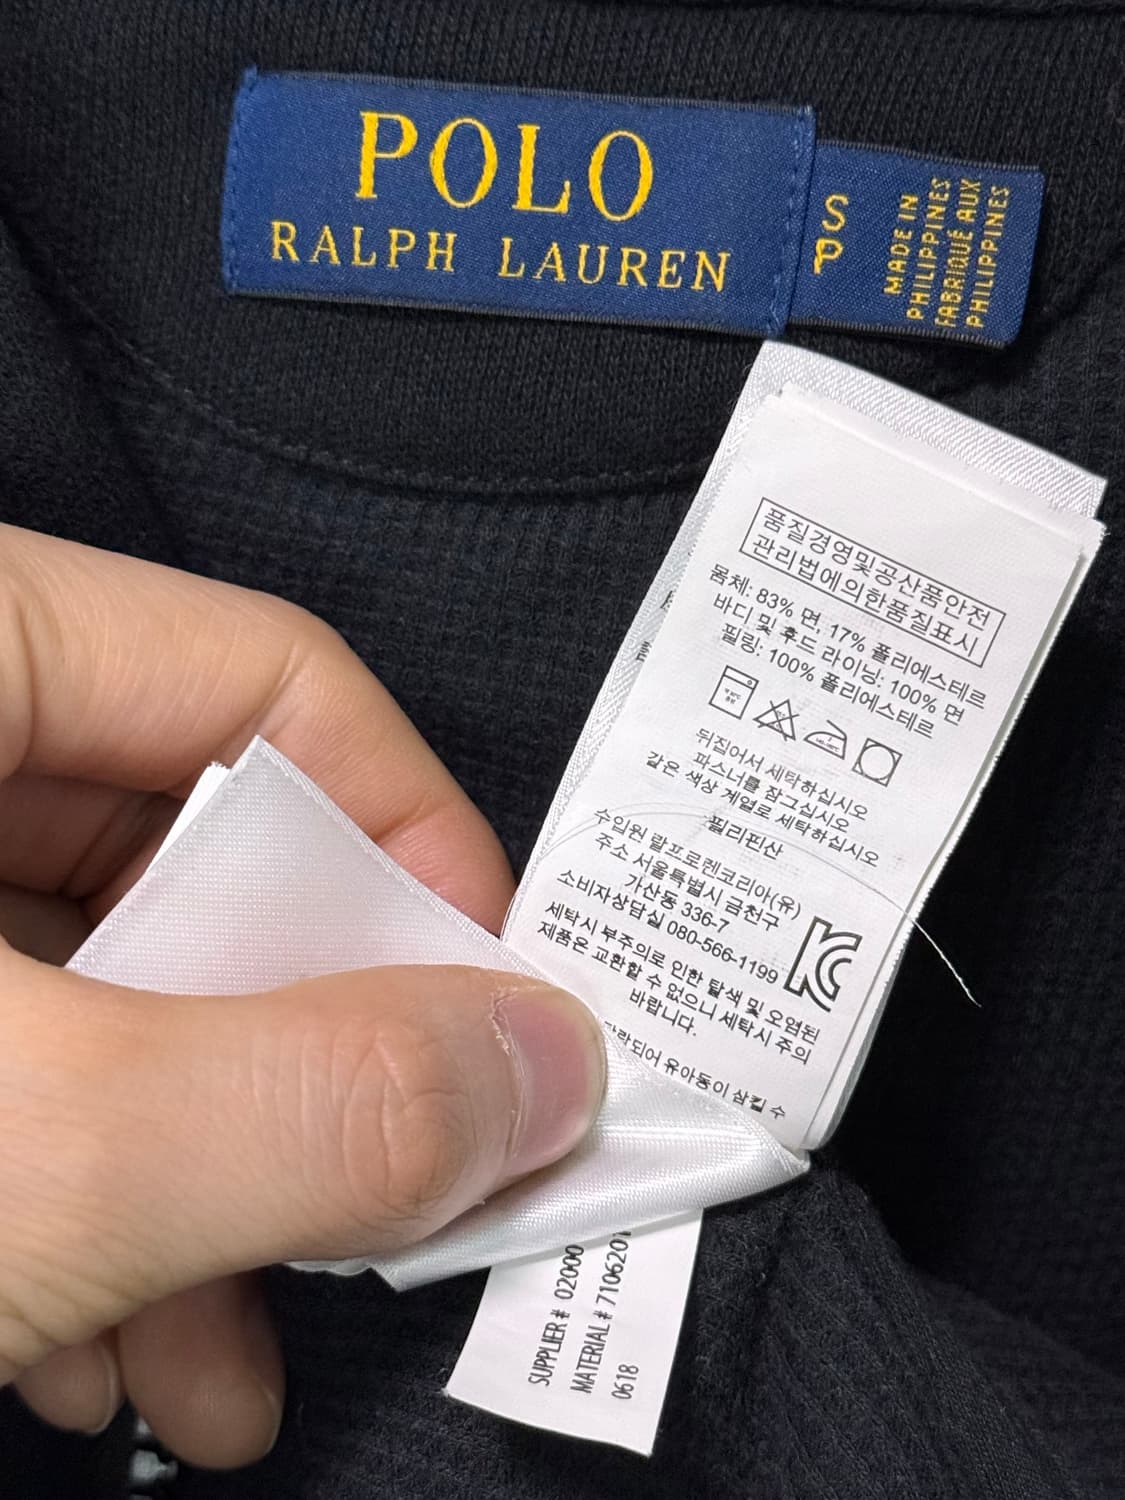 POLO
RALPH LAUREN
S
P
MADE IN
PHILIPPINES
FABRIQUÉ AUX
PHILIPPINES
품질경영및공산품안전
관리법에의한품질표시
몸체: 83% 면, 17% 폴리에스테르
바디 및 후드 라이닝: 100% 면
필링: 100% 폴리에스테르
뒤집어서 세탁하십시오
파스너를 잠그십시오
같은 색상 계열로 세탁하십시오
필리핀산
수입원 랄프로렌코리아(유)
주소 서울특별시 금천구
가산동 336-7
소비자상담실 080-566-1199
세탁시 부주의로 인한 탈색 및 오염된
제품은 교환할 수 없으니 세탁시 주의
바랍니다.
유아동이 삼킬 수
SUPPLIER # 02000
MATERIAL # 7106201
0618